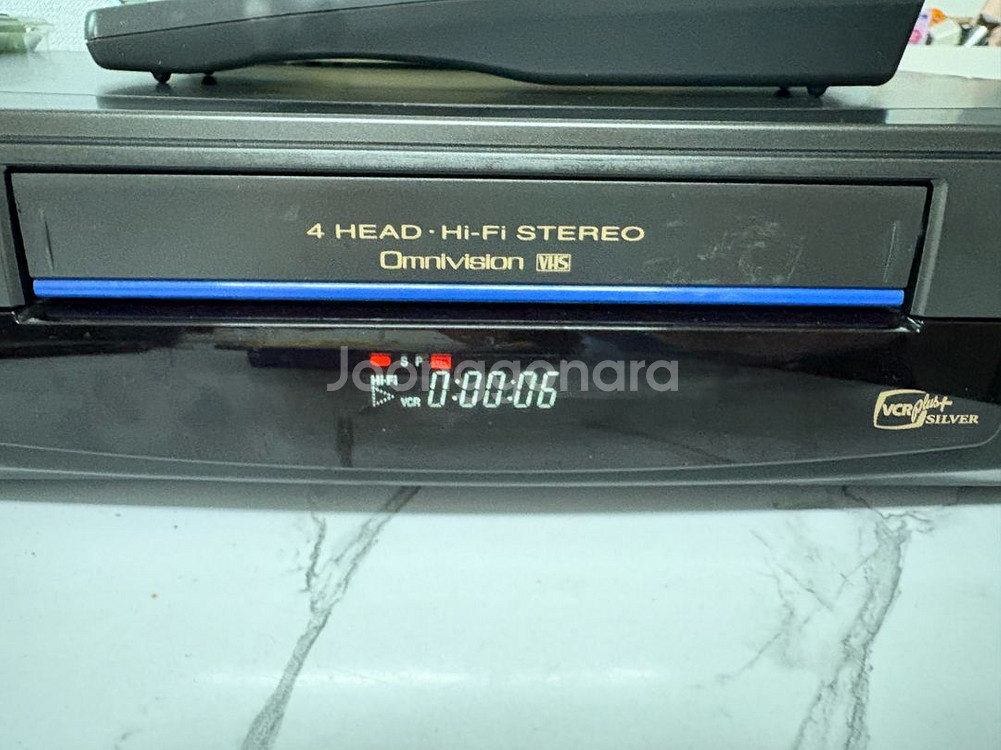 4 HEAD · Hi-Fi STEREO
Omnivision VHS
S P
Joonggonara
HI-FI
VCR 0:00:06
VCR Plus+
SILVER